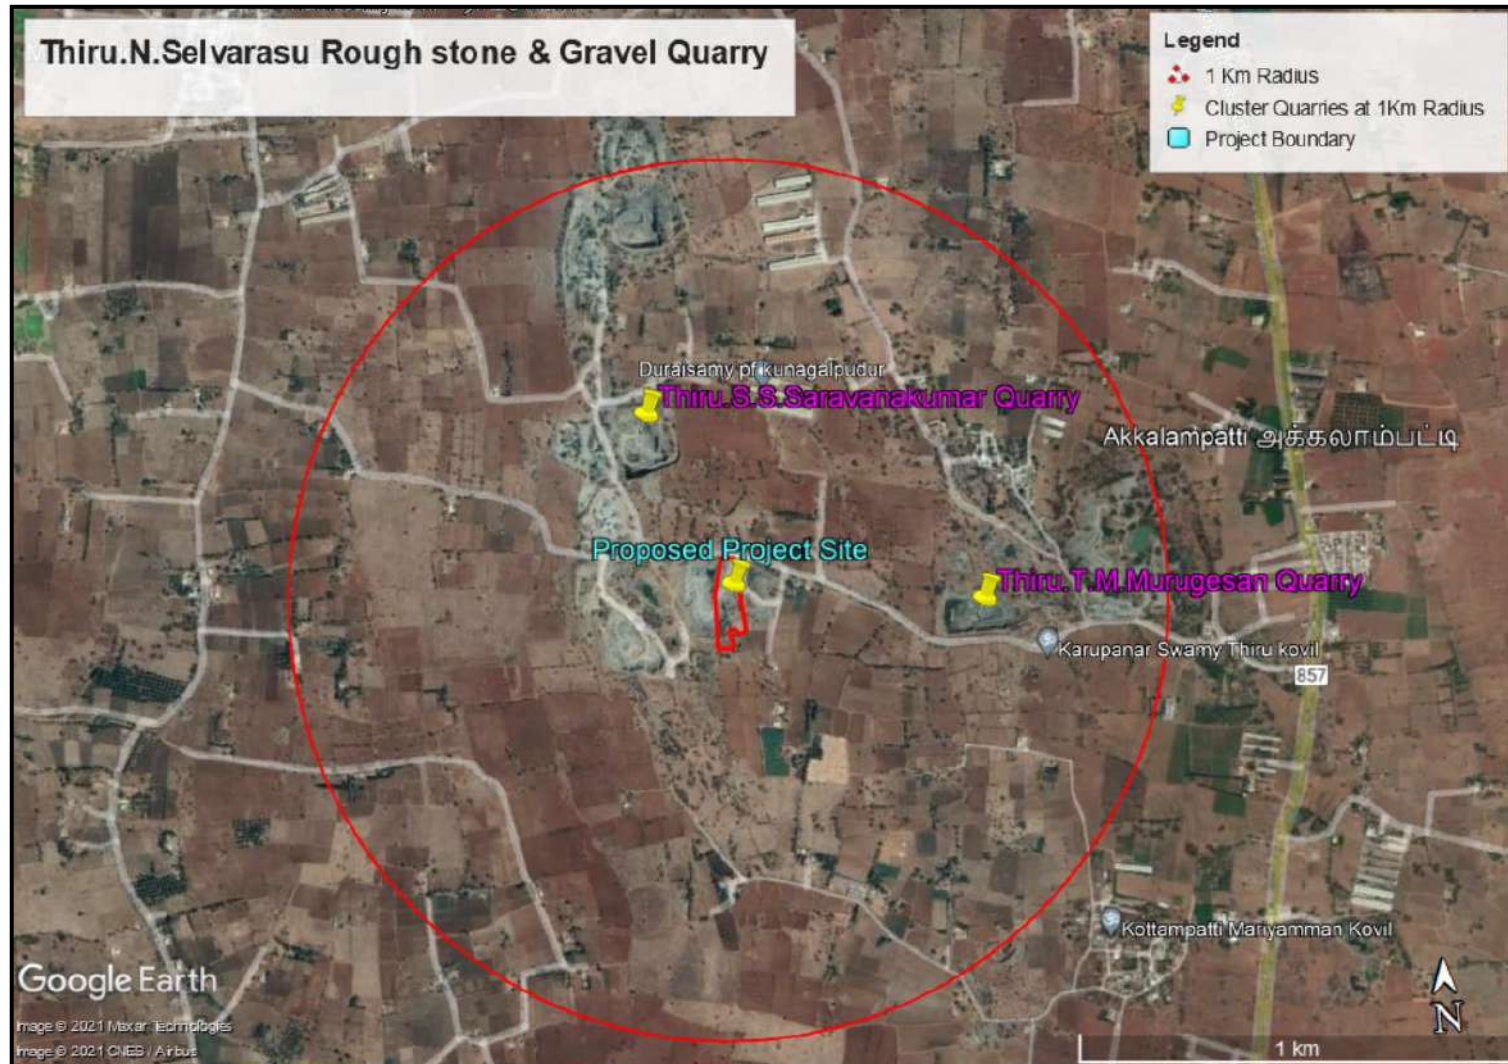 Thiru.N.Selvarasu Rough stone & Gravel Quarry
Legend
1 Km Radius
Cluster Quarries at 1Km Radius
Project Boundary
Duraisamy pf kunagalpudur
Thiru.S.S.Saravanakumar Quarry
Akkalampatti அக்கலாம்பட்டி
Proposed Project Site
Thiru.T.M.Murugesan Quarry
Karupanar Swamy Thiru kovil
857
Kottampatti Mariyamman Kovil
Google Earth
Image © 2021 Maxar Technologies
Image © 2021 CNES / Airbus
N
1 km